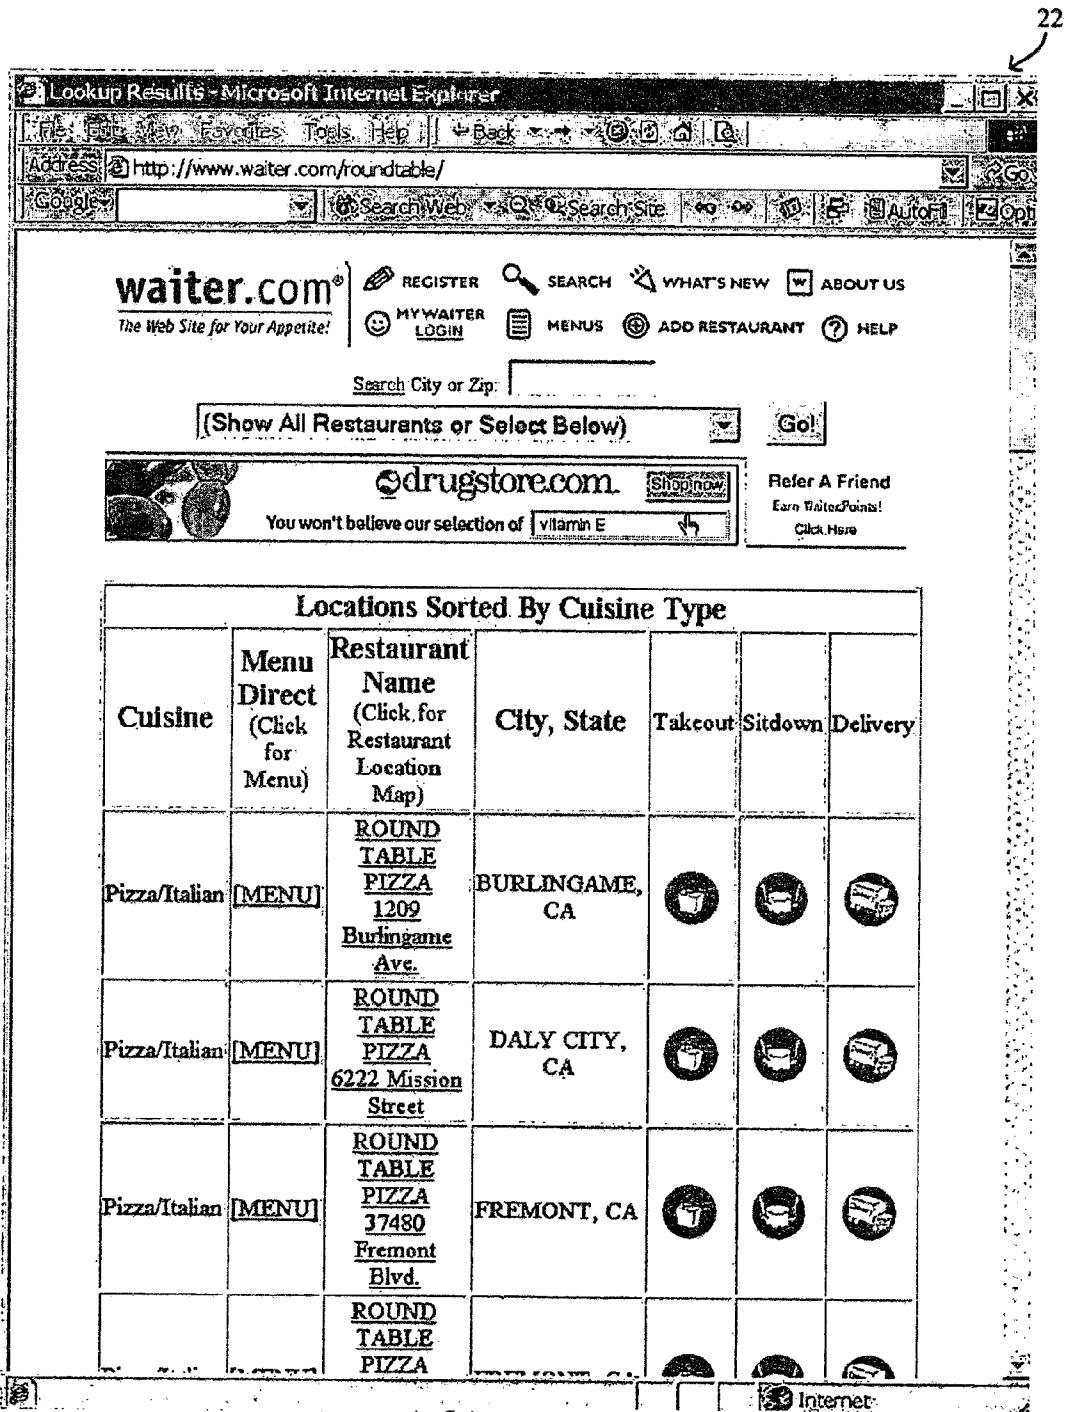 22
Lookup Results - Microsoft Internet Explorer
File Edit View Favorites Tools Help Back
Address http://www.waiter.com/roundtable/ Go
Google Search Web Search Site AutoFill Opti
waiter.com®
The Web Site for Your Appetite!
REGISTER SEARCH WHAT'S NEW W ABOUT US
MYWAITER LOGIN MENUS ADD RESTAURANT ? HELP
Search City or Zip:
(Show All Restaurants or Select Below) Go!
drugstore.com. Shop now
You won't believe our selection of vitamin E
Refer A Friend
Earn WaiterPoints!
Click Here
Locations Sorted By Cuisine Type
Cuisine
Menu
Direct
(Click
for
Menu)
Restaurant
Name
(Click for
Restaurant
Location
Map)
City, State
Takeout
Sitdown
Delivery
Pizza/Italian
[MENU]
ROUND
TABLE
PIZZA
1209
Burlingame
Ave.
BURLINGAME,
CA
Pizza/Italian
[MENU]
ROUND
TABLE
PIZZA
6222 Mission
Street
DALY CITY,
CA
Pizza/Italian
[MENU]
ROUND
TABLE
PIZZA
37480
Fremont
Blvd.
FREMONT, CA
ROUND
TABLE
PIZZA
Internet